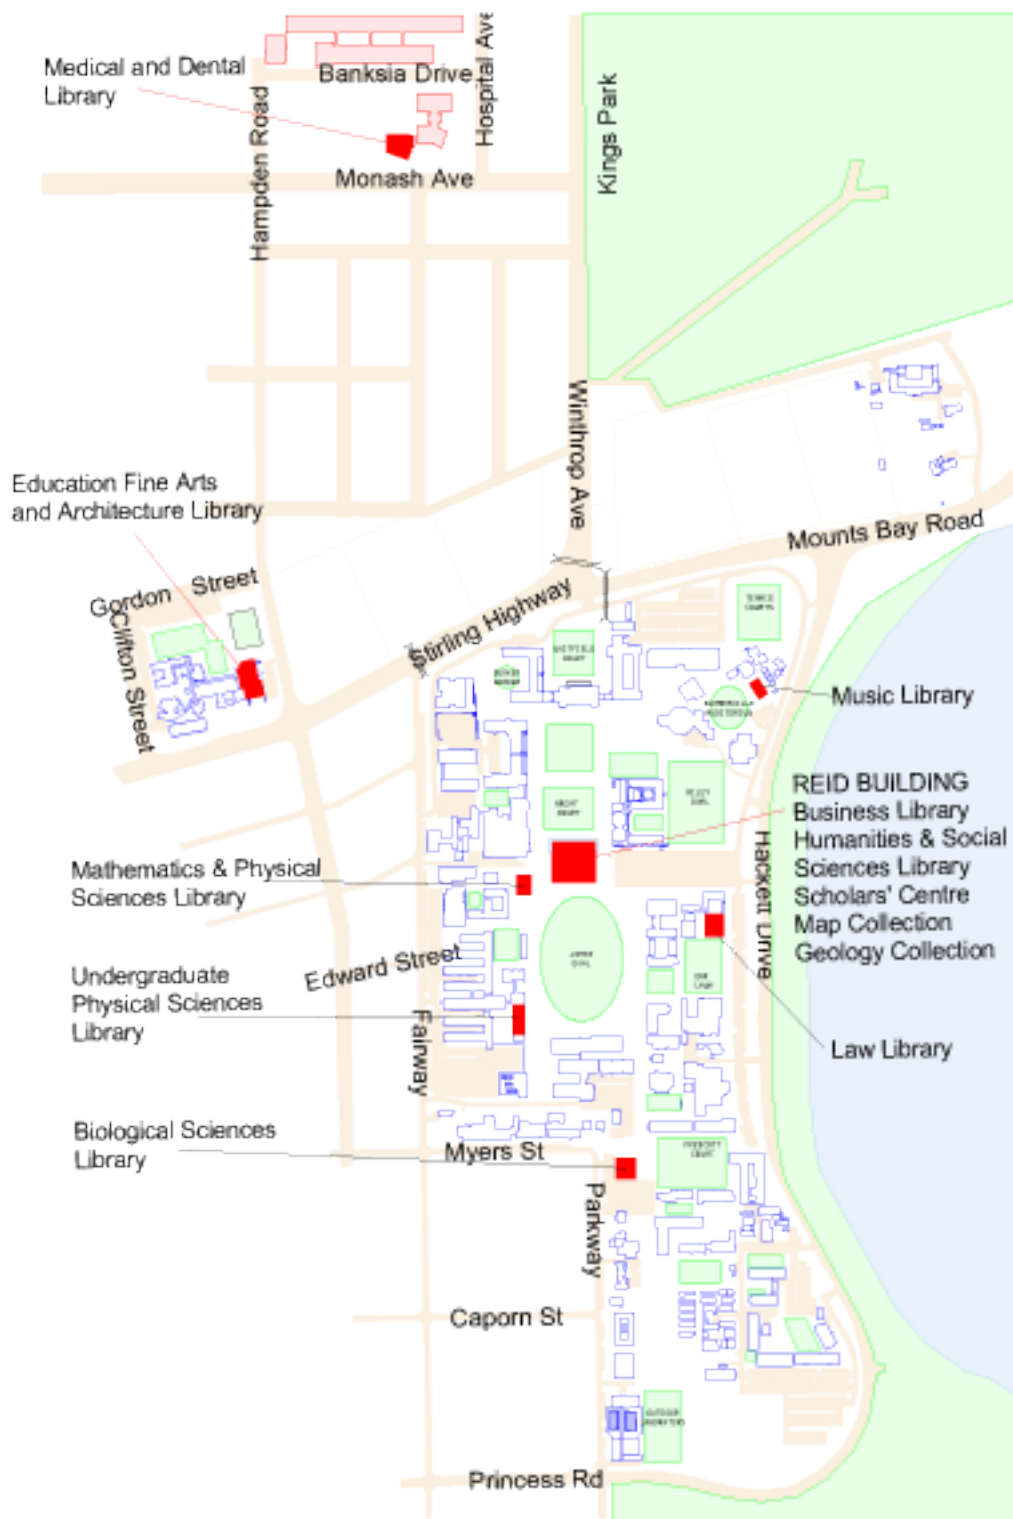 Medical and Dental
Library
Banksia Drive
Hospital Ave
Hampden Road
Kings Park
Monash Ave
Winthrop Ave
Education Fine Arts
and Architecture Library
Mounts Bay Road
Gordon Street
Clifton Street
Stirling Highway
Music Library
REID BUILDING
Business Library
Humanities & Social
Sciences Library
Scholars' Centre
Map Collection
Geology Collection
Hackett Drive
Mathematics & Physical
Sciences Library
Edward Street
Undergraduate
Physical Sciences
Library
Fairway
Law Library
Biological Sciences
Library
Myers St
Parkway
Caporn St
Princess Rd